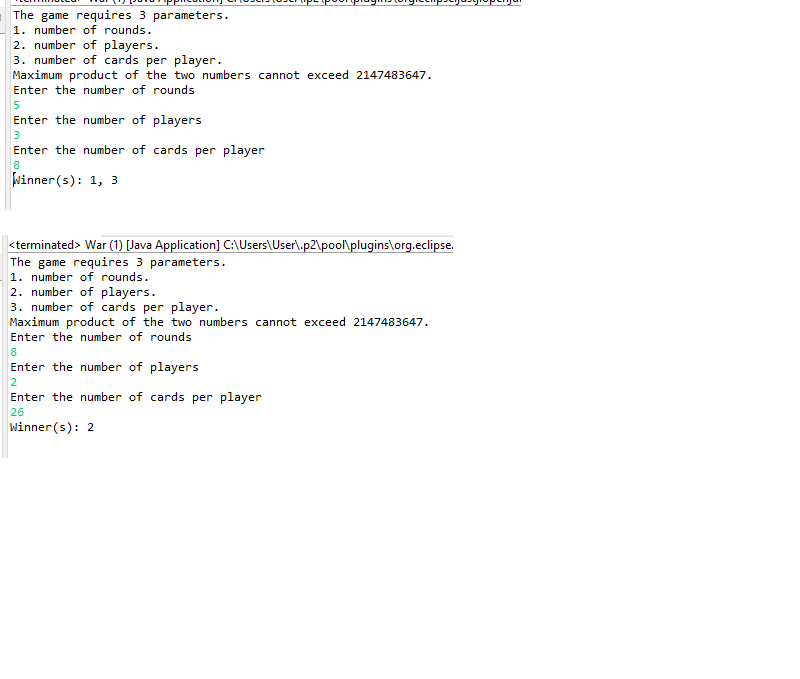 The game requires 3 parameters.
1. number of rounds.
2. number of players.
3. number of cards per player.
Maximum product of the two numbers cannot exceed 2147483647.
Enter the number of rounds
5
Enter the number of players
3
Enter the number of cards per player
8
Winner(s): 1, 3
<terminated> War (1) [Java Application] C:\Users\User\.p2\pool\plugins\org.eclipse.
The game requires 3 parameters.
1. number of rounds.
2. number of players.
3. number of cards per player.
Maximum product of the two numbers cannot exceed 2147483647.
Enter the number of rounds
8
Enter the number of players
2
Enter the number of cards per player
26
Winner(s): 2